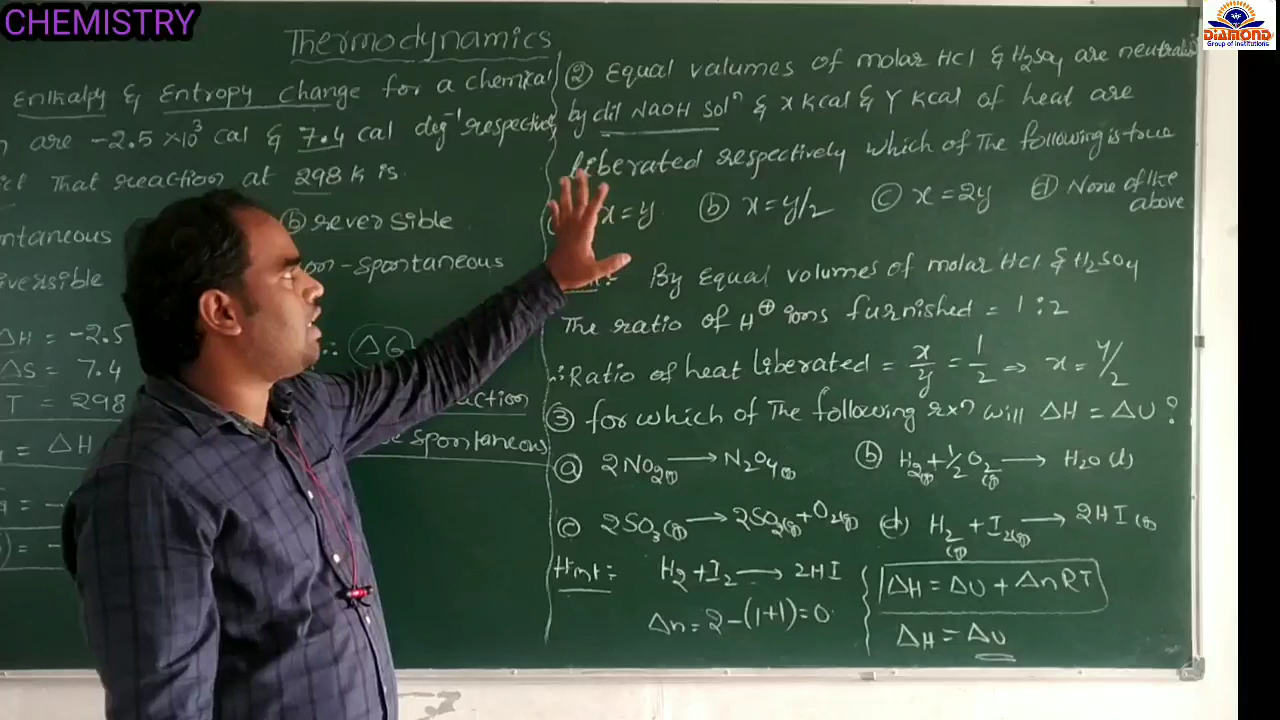 CHEMISTRY
DIAMOND
Group of Institutions
Thermodynamics
Enthalpy & Entropy change for a chemical
are -2.5 ×10³ Cal & 7.4 cal deg⁻¹ respectively
That reaction at 298 K is
ⓑ reversible
non-spontaneous
ΔH = -2.5
ΔS = 7.4
T = 298
= ΔH
∴ ΔG
spontaneous
② Equal volumes of molar HCl & H₂SO₄ are neutralis
by dil NaOH Solⁿ & X Kcal & Y Kcal of heat are
liberated respectively which of The following is true
x=y ⓑ x=y/2 ⓒ x=2y ⓓ None of the above
By Equal volumes of molar HCl & H₂SO₄
The ratio of H⊕ ions furnished = 1:2
∴ Ratio of heat liberated = x/y = 1/2 ⇒ x = y/2
③ for which of The following rxⁿ will ΔH = ΔU ?
ⓐ 2NO₂(g) → N₂O₄(g) ⓑ H₂(g) + ½O₂(g) → H₂O(l)
ⓒ 2SO₃(g) → 2SO₂(g) + O₂(g) ⓓ H₂(g) + I₂(g) → 2HI(g)
Hint:- H₂+I₂ → 2HI ΔH = ΔU + ΔnRT
Δn = 2-(1+1)=0 ΔH = ΔU